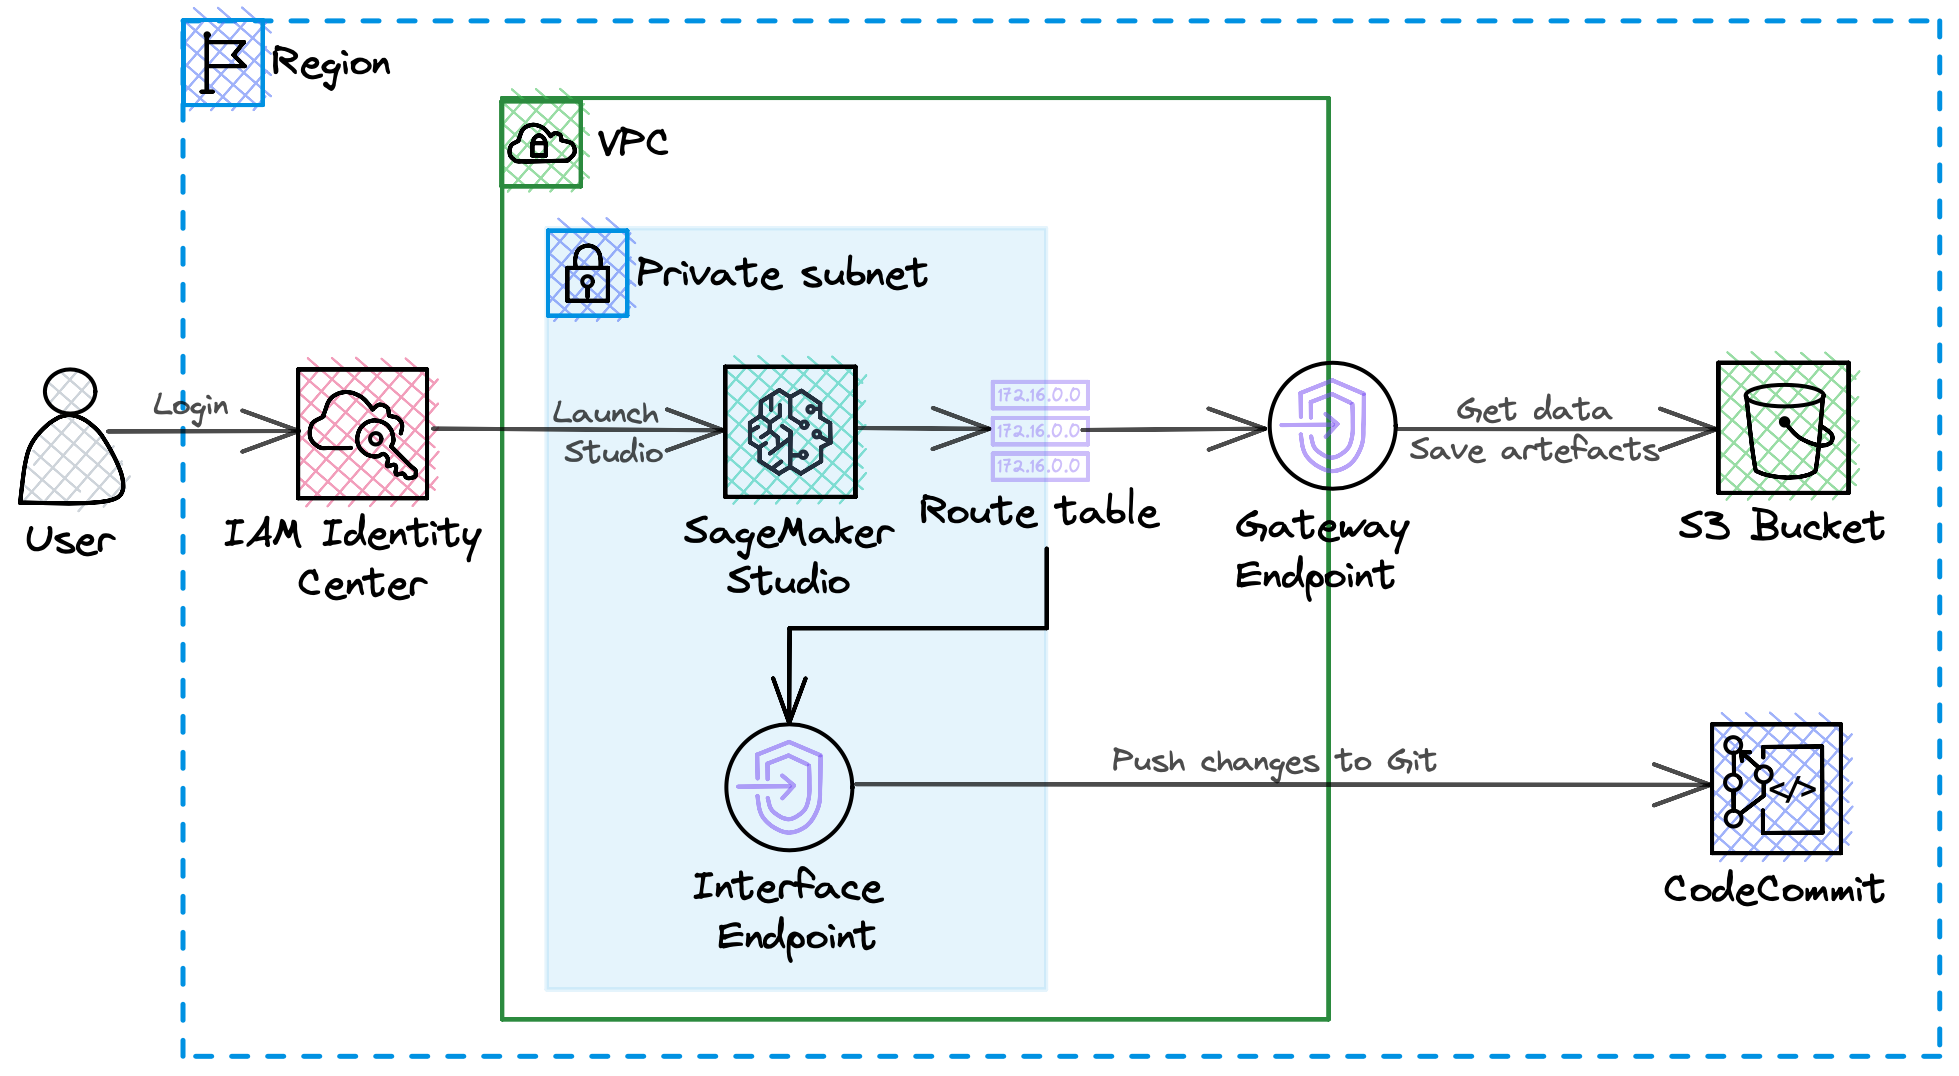 Region
VPC
Private subnet
Login
Launch
Studio
172.16.0.0
172.16.0.0
172.16.0.0
Get data
Save artefacts
User
IAM Identity
Center
SageMaker
Studio
Route table
Gateway
Endpoint
S3 Bucket
Push changes to Git
</>
Interface
Endpoint
CodeCommit